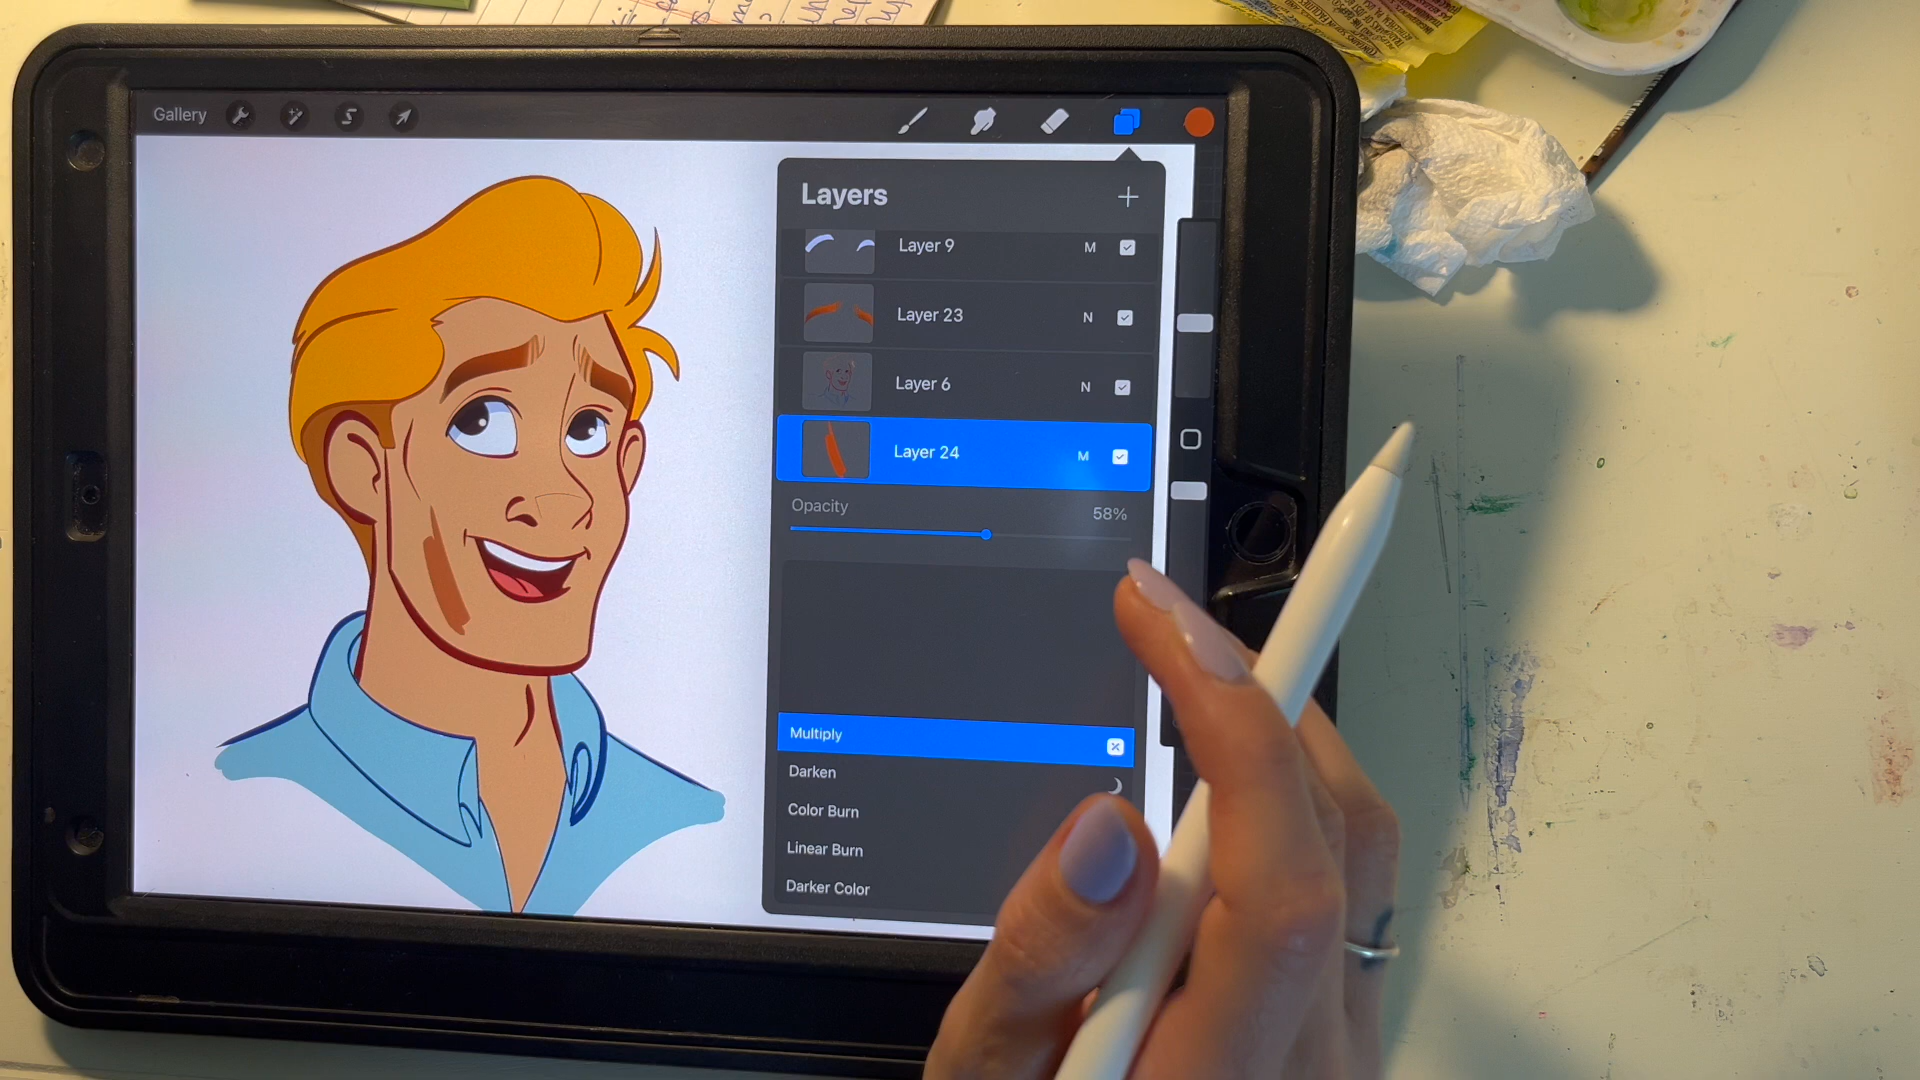 Gallery
Layers
Layer 9 M
Layer 23 N
Layer 6 N
Layer 24 M
Opacity 58%
Multiply
Darken
Color Burn
Linear Burn
Darker Color